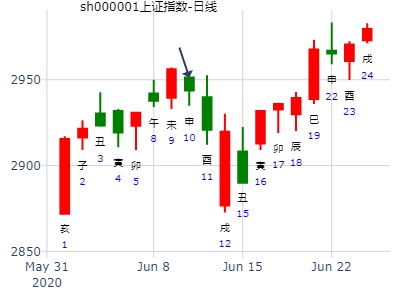 sh000001上证指数-日线
2950
2900
2850
亥
1
子
2
丑
3
寅
4
卯
5
午
8
未
9
申
10
酉
11
戌
12
丑
15
寅
16
卯
17
辰
18
巳
19
申
22
酉
23
戌
24
May 31
2020
Jun 8
Jun 15
Jun 22